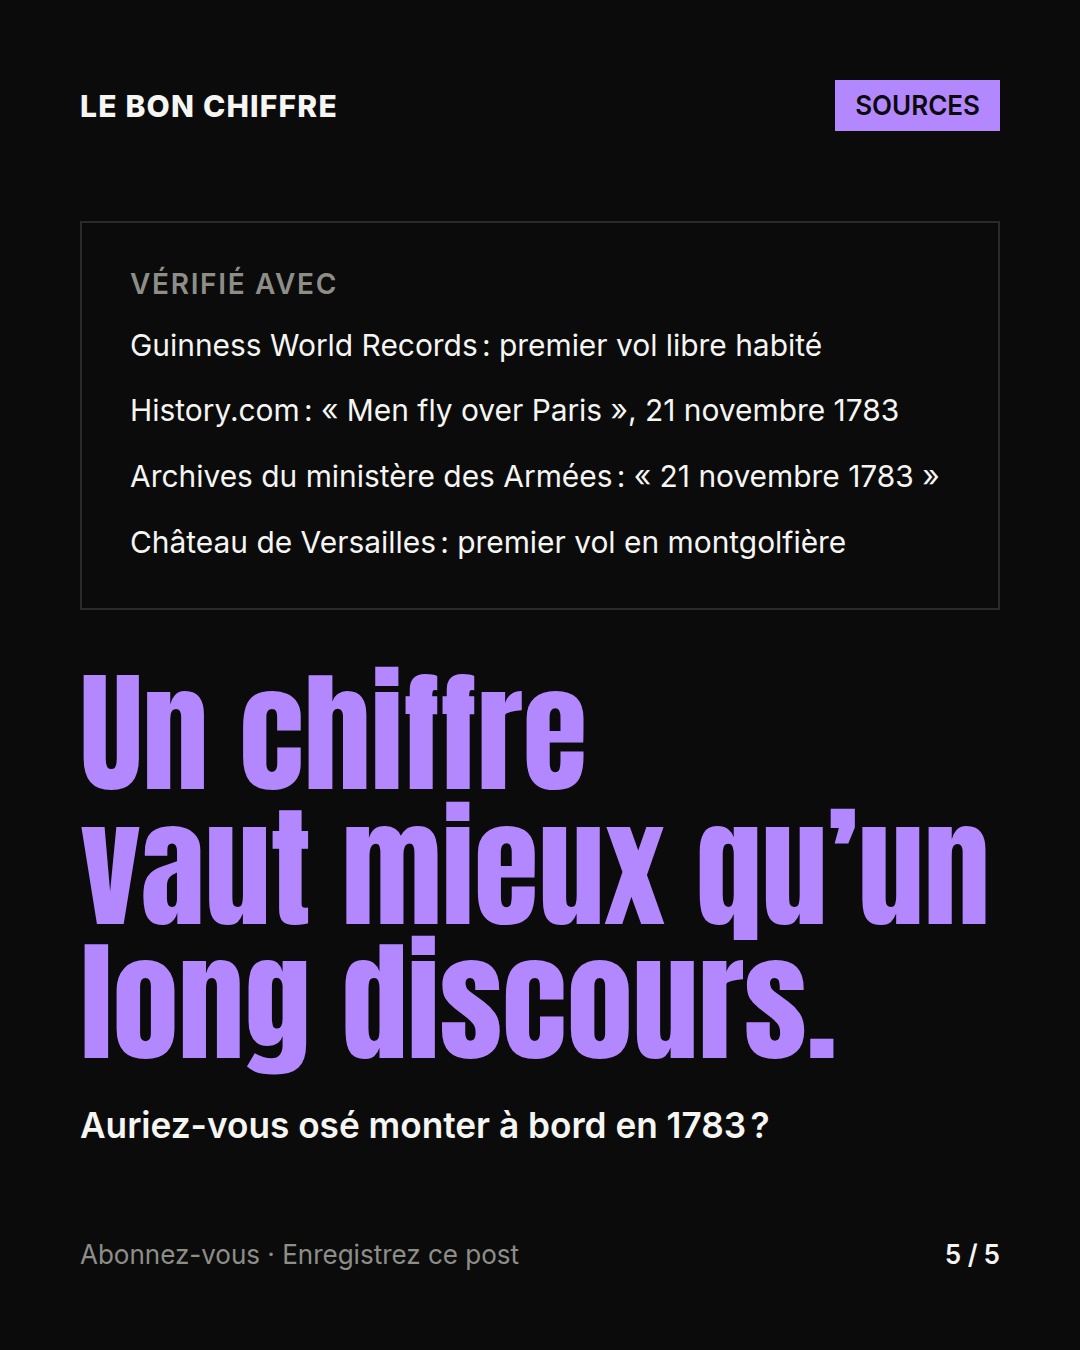 LE BON CHIFFRE
SOURCES
VÉRIFIÉ AVEC
Guinness World Records : premier vol libre habité
History.com : « Men fly over Paris », 21 novembre 1783
Archives du ministère des Armées : « 21 novembre 1783 »
Château de Versailles : premier vol en montgolfière
Un chiffre
vaut mieux qu’un
long discours.
Auriez-vous osé monter à bord en 1783 ?
Abonnez-vous · Enregistrez ce post
5 / 5